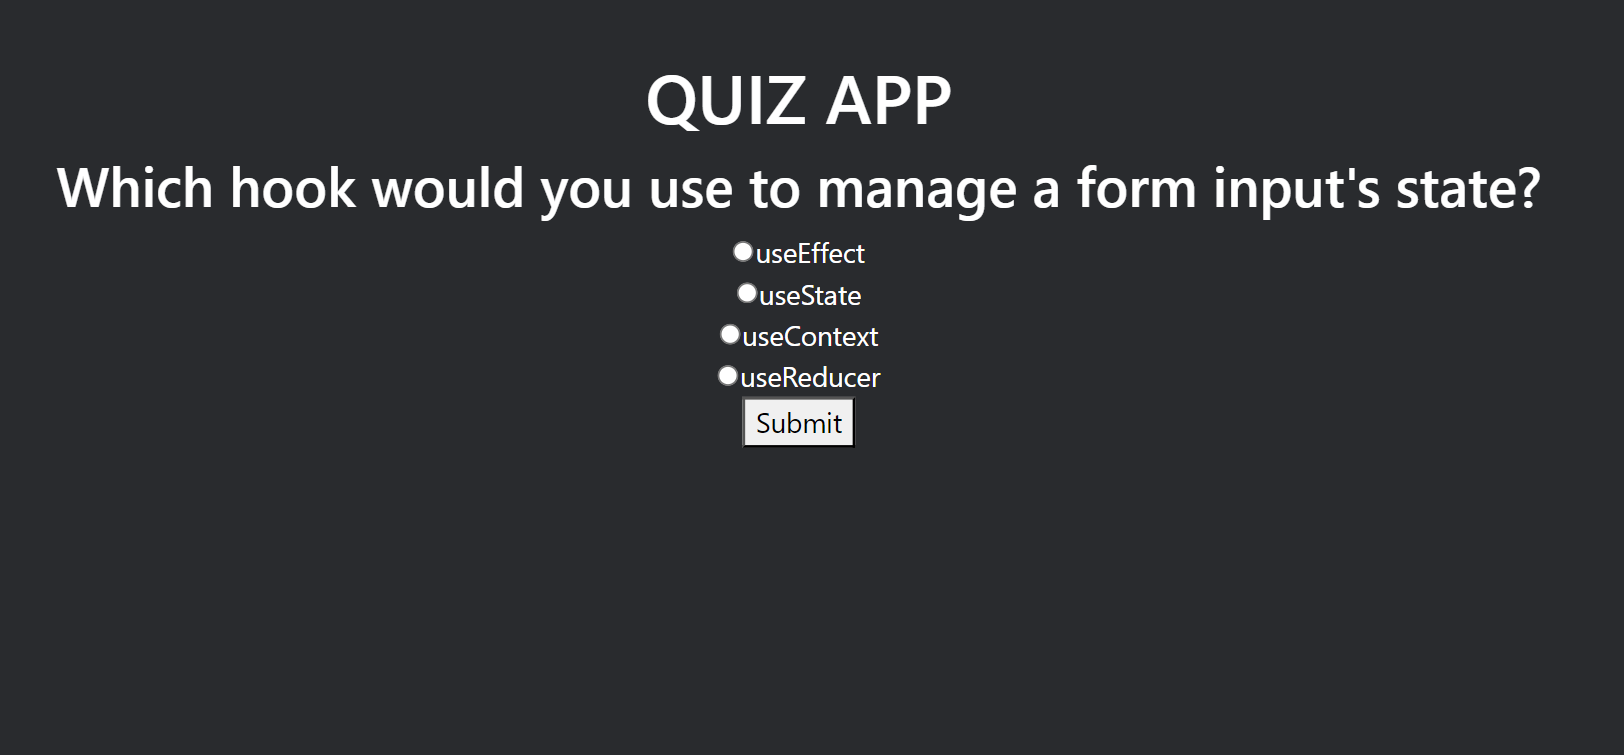 QUIZ APP
Which hook would you use to manage a form input's state?
useEffect
useState
useContext
useReducer
Submit